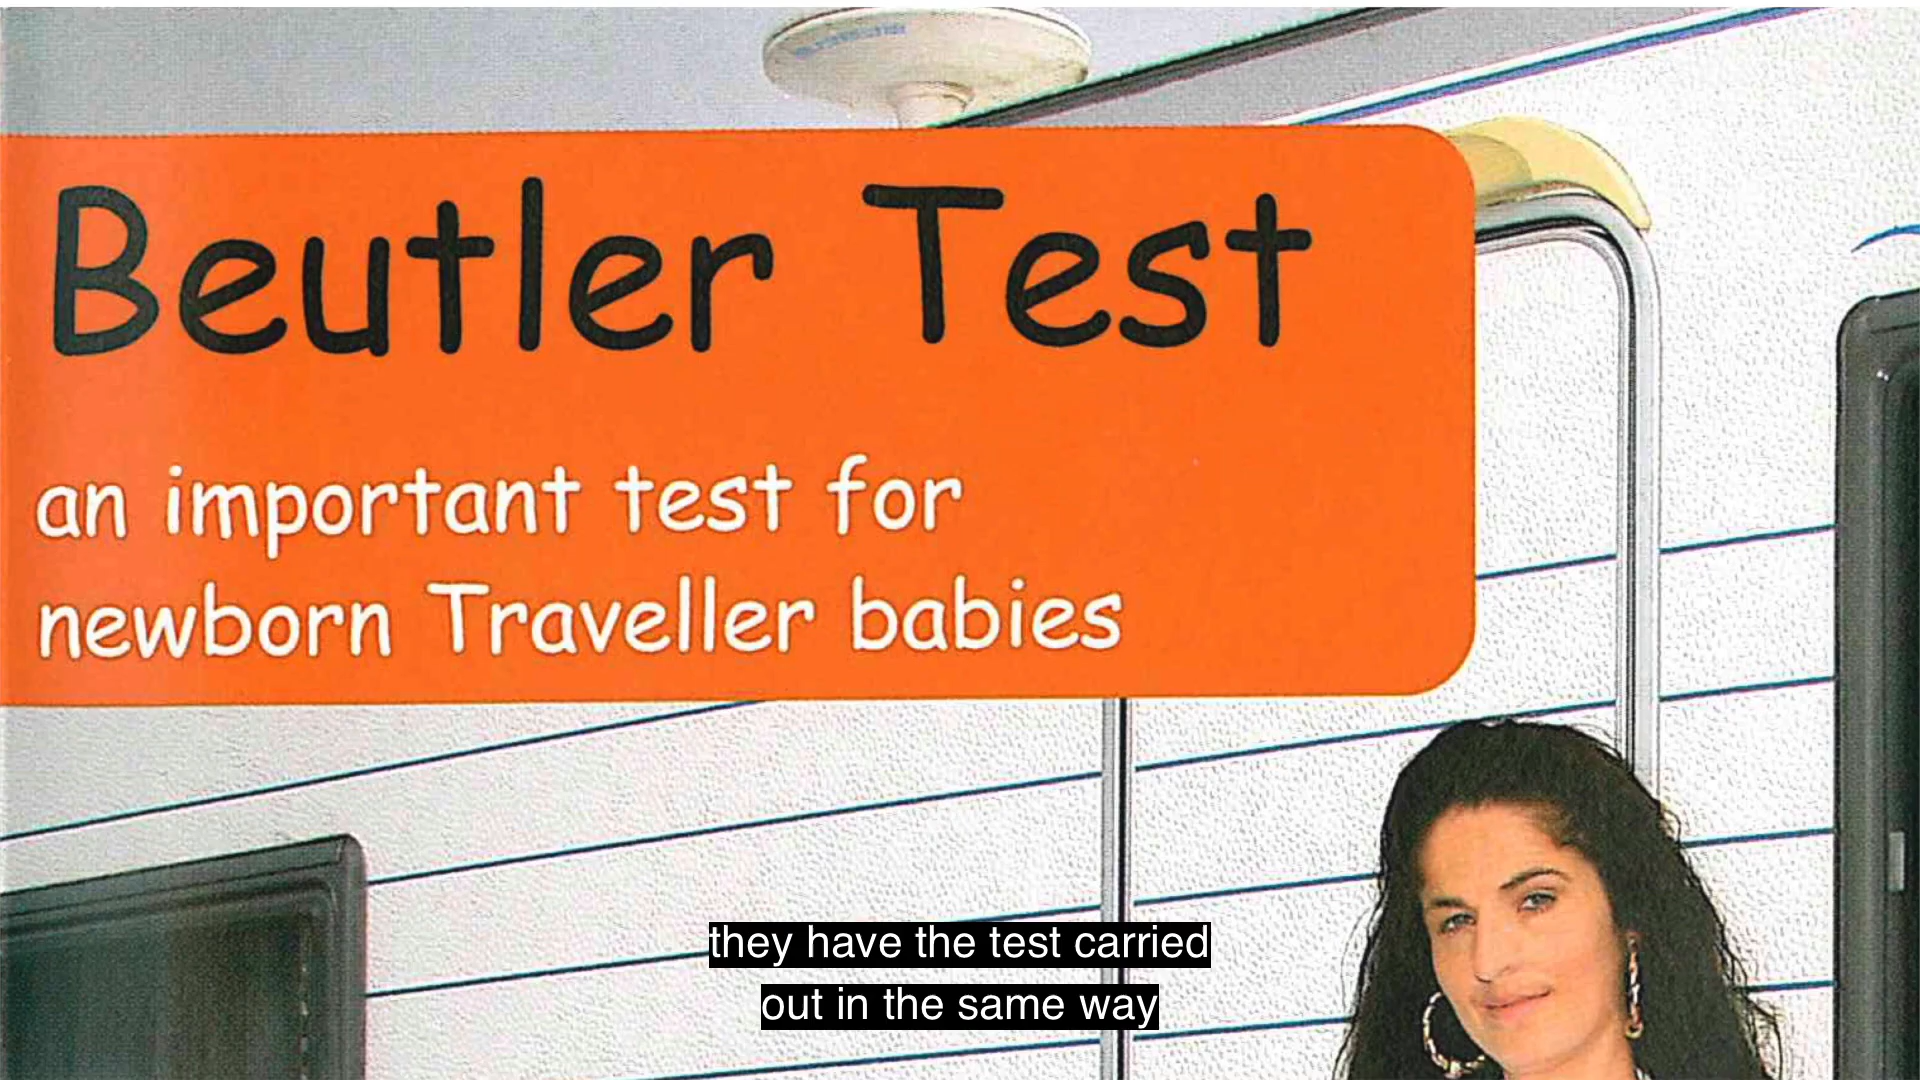 Beutler Test
an important test for
newborn Traveller babies
they have the test carried
out in the same way